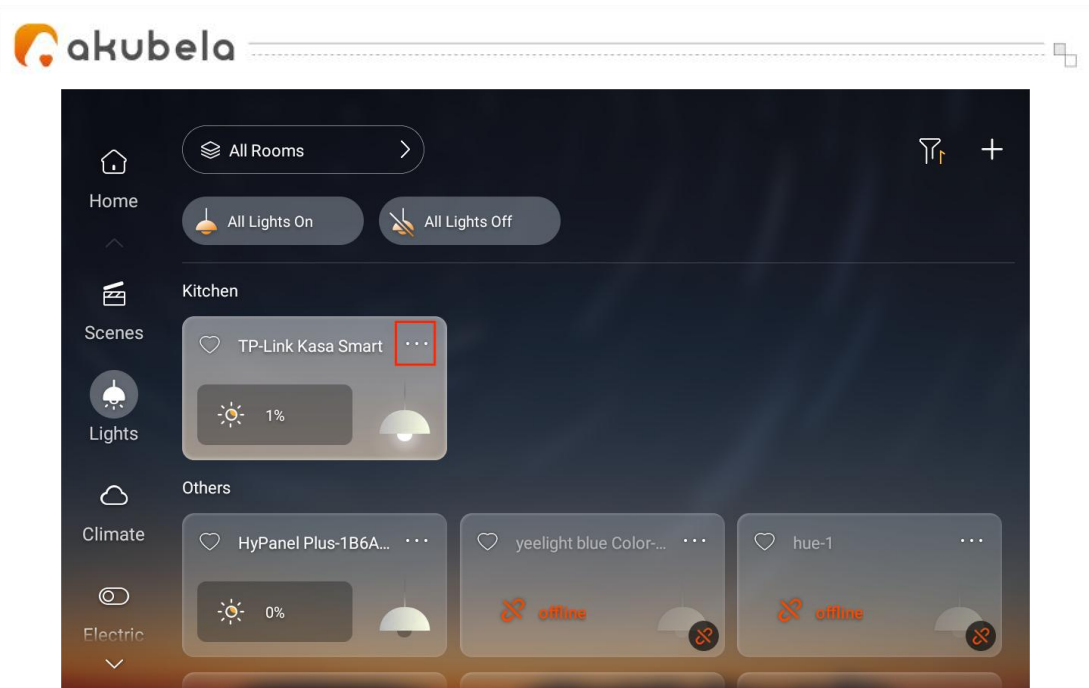 akubela
All Rooms
Home
All Lights On
All Lights Off
Kitchen
Scenes
TP-Link Kasa Smart
1%
Lights
Others
Climate
HyPanel Plus-1B6A...
yeelight blue Color-...
hue-1
0%
offline
offline
Electric